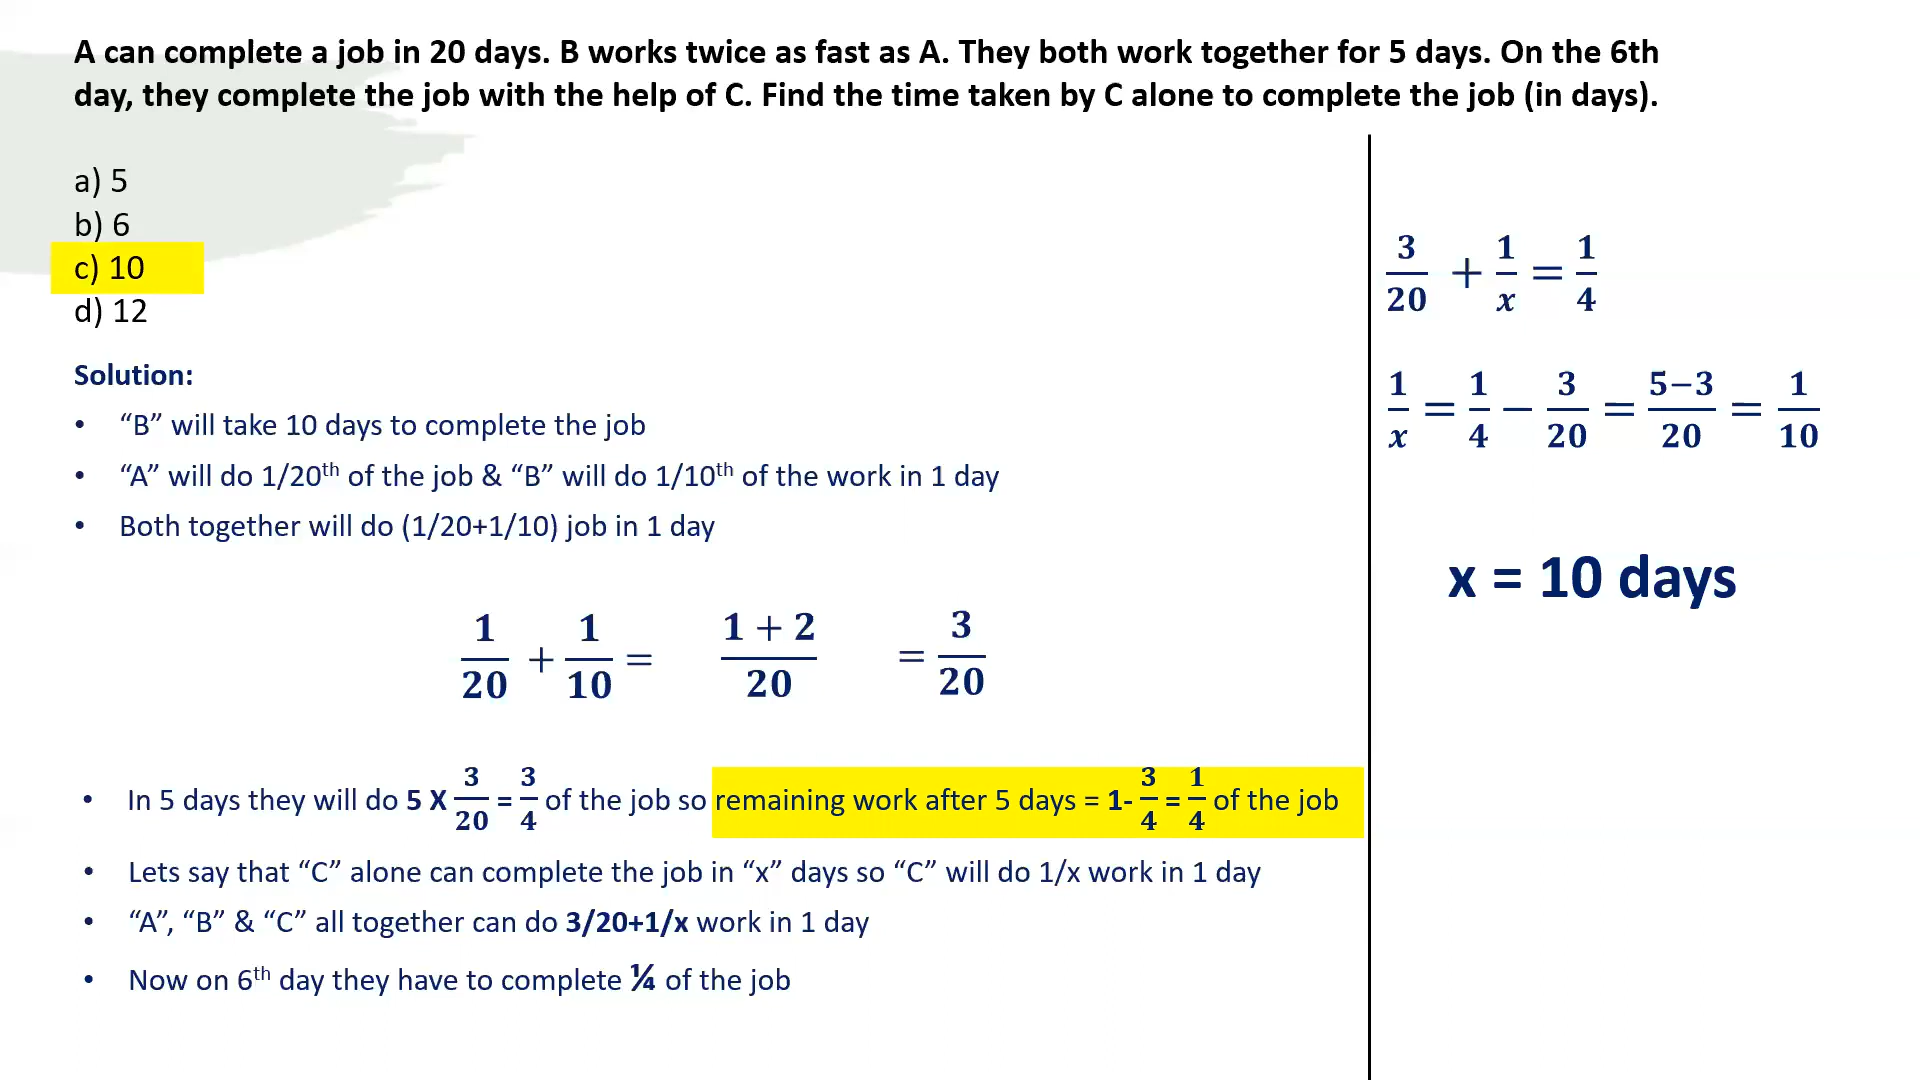 A can complete a job in 20 days. B works twice as fast as A. They both work together for 5 days. On the 6th
day, they complete the job with the help of C. Find the time taken by C alone to complete the job (in days).
a) 5
b) 6
c) 10
d) 12
Solution:
• “B” will take 10 days to complete the job
• “A” will do 1/20th of the job & “B” will do 1/10th of the work in 1 day
• Both together will do (1/20+1/10) job in 1 day
1/20 + 1/10 = 1 + 2/20 = 3/20
• In 5 days they will do 5 X 3/20 = 3/4 of the job so remaining work after 5 days = 1- 3/4 = 1/4 of the job
• Lets say that “C” alone can complete the job in “x” days so “C” will do 1/x work in 1 day
• “A”, “B” & “C” all together can do 3/20+1/x work in 1 day
• Now on 6th day they have to complete ¼ of the job
3/20 + 1/x = 1/4
1/x = 1/4 − 3/20 = 5−3/20 = 1/10
x = 10 days